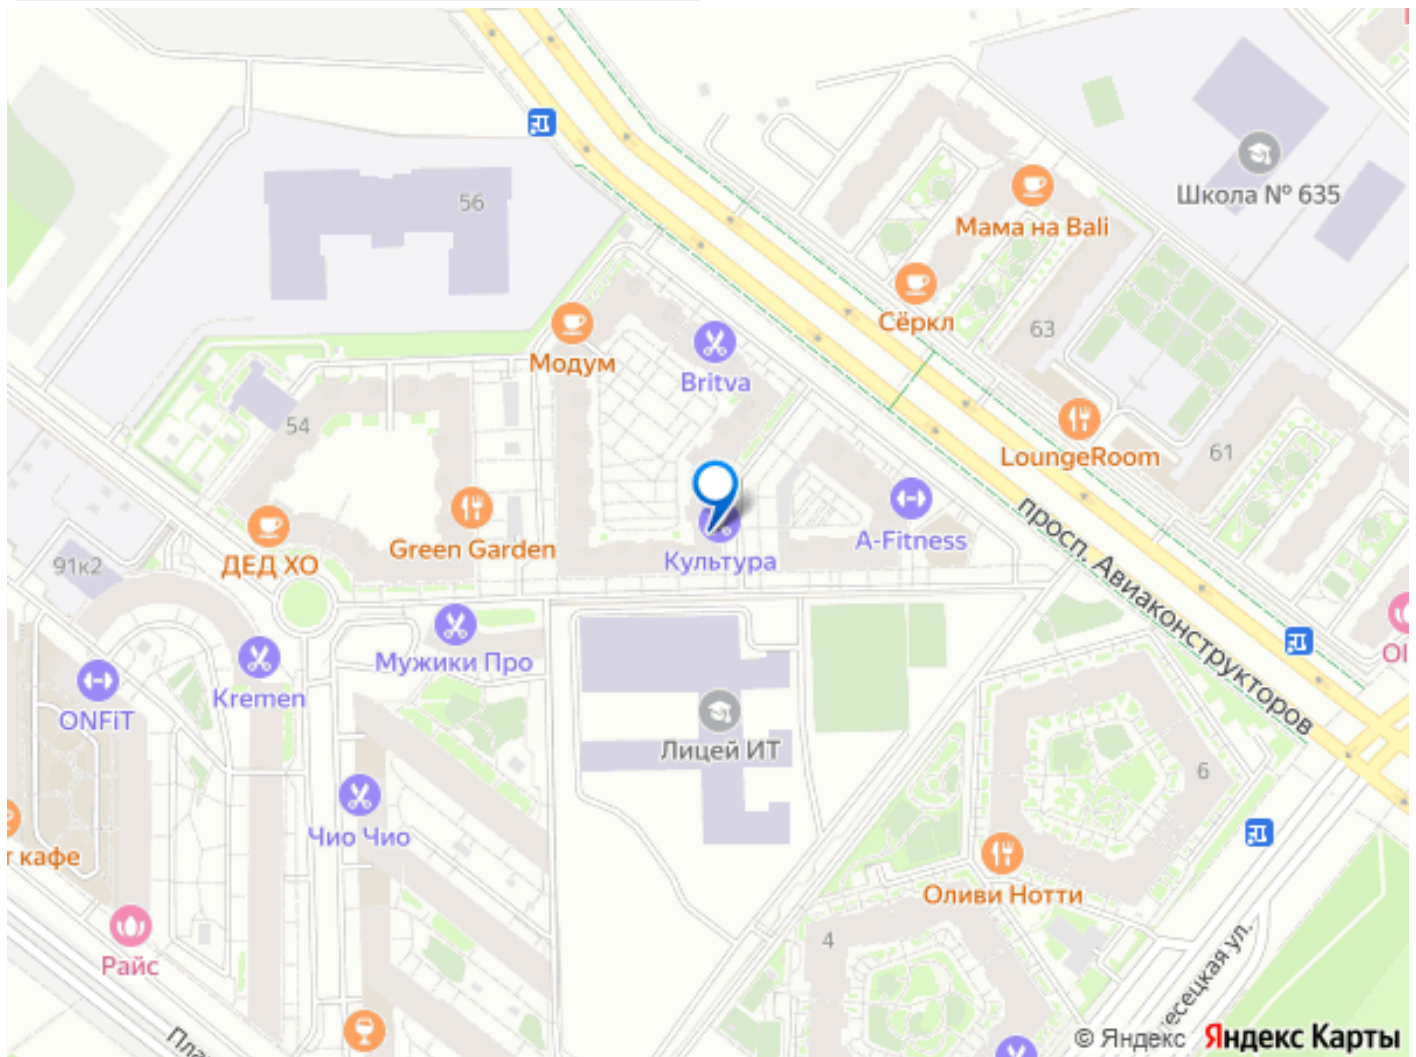 56
Школа № 635
Мама на Bali
Сёркл
63
Модум
Britva
54
LoungeRoom
61
просп. Авиаконструкторов
Green Garden
A-Fitness
Культура
ДЕД ХО
91к2
Мужики Про
Kremen
ONFiT
Лицей ИТ
6
Чио Чио
кафе
Оливи Нотти
4
Райс
есецкая ул.
© Яндекс Яндекс Карты